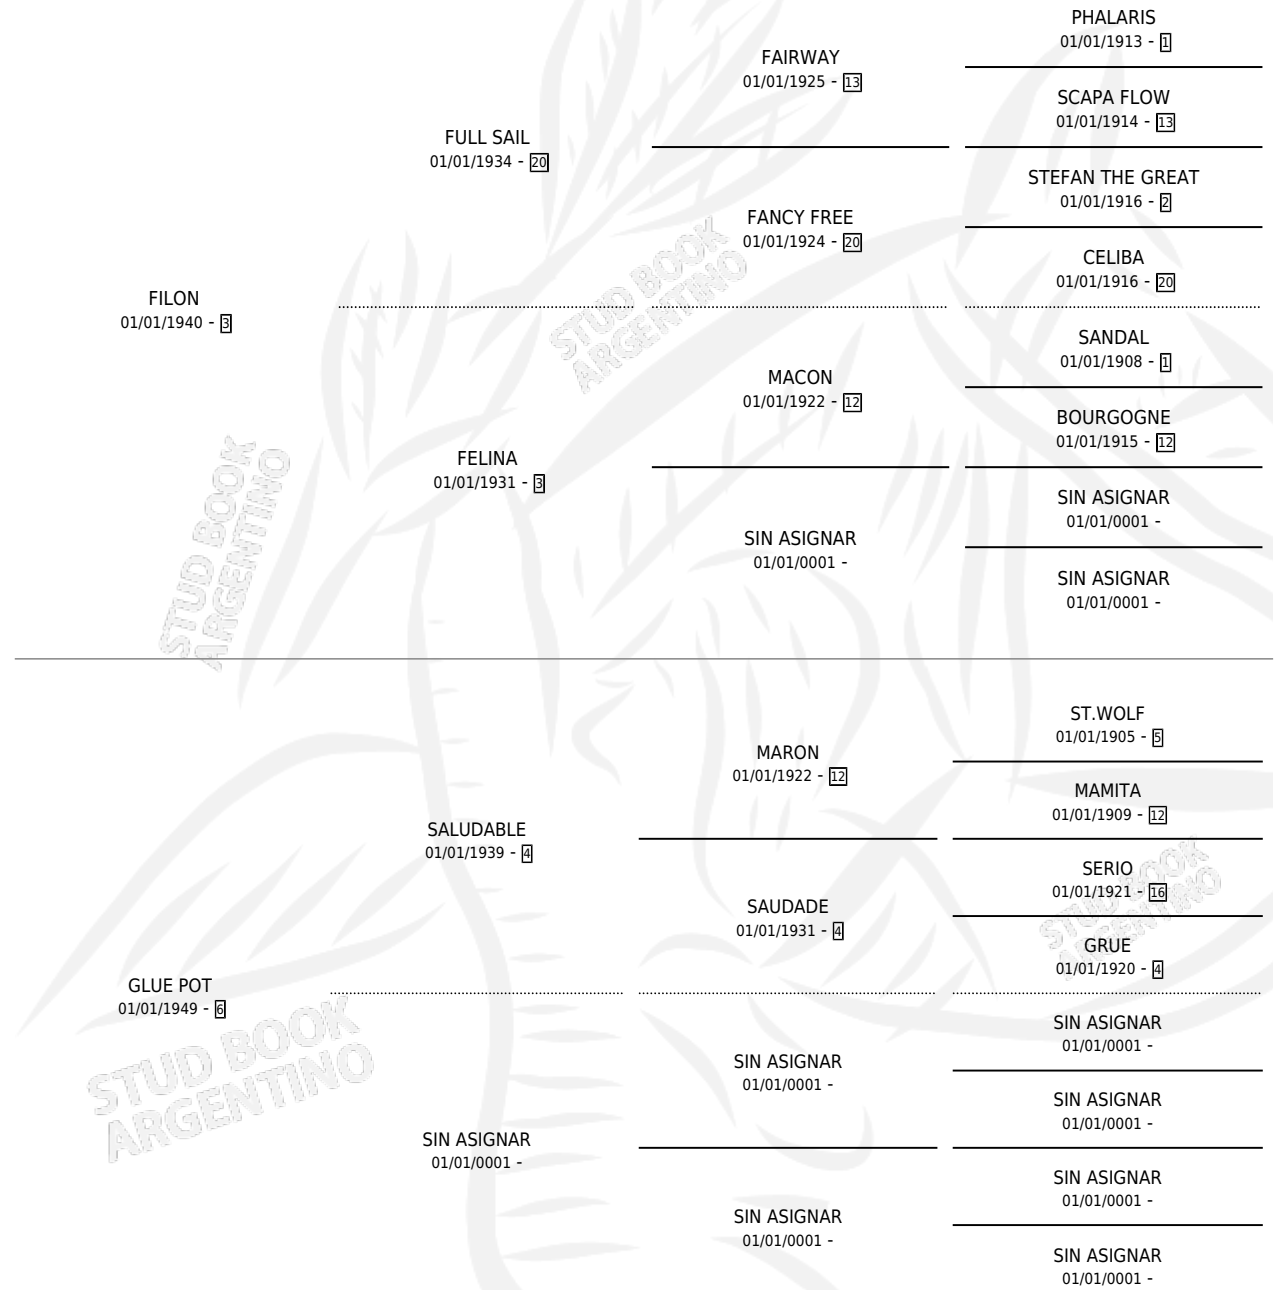 PHALARIS
01/01/1913 - 1
FAIRWAY
01/01/1925 - 13
SCAPA FLOW
01/01/1914 - 13
FULL SAIL
01/01/1934 - 20
STEFAN THE GREAT
01/01/1916 - 2
FANCY FREE
01/01/1924 - 20
CELIBA
01/01/1916 - 20
FILON
01/01/1940 - 3
STUD BOOK
ARGENTINO
SANDAL
01/01/1908 - 1
MACON
01/01/1922 - 12
BOURGOGNE
01/01/1915 - 12
FELINA
01/01/1931 - 3
SIN ASIGNAR
01/01/0001 -
SIN ASIGNAR
01/01/0001 -
SIN ASIGNAR
01/01/0001 -
STUD BOOK
ARGENTINO
ST.WOLF
01/01/1905 - 5
MARON
01/01/1922 - 12
MAMITA
01/01/1909 - 12
SALUDABLE
01/01/1939 - 4
SERIO
01/01/1921 - 16
SAUDADE
01/01/1931 - 4
STUD BOOK
ARGENTINO
GRUE
01/01/1920 - 4
GLUE POT
01/01/1949 - 6
SIN ASIGNAR
01/01/0001 -
STUD BOOK
ARGENTINO
SIN ASIGNAR
01/01/0001 -
SIN ASIGNAR
01/01/0001 -
SIN ASIGNAR
01/01/0001 -
SIN ASIGNAR
01/01/0001 -
SIN ASIGNAR
01/01/0001 -
SIN ASIGNAR
01/01/0001 -